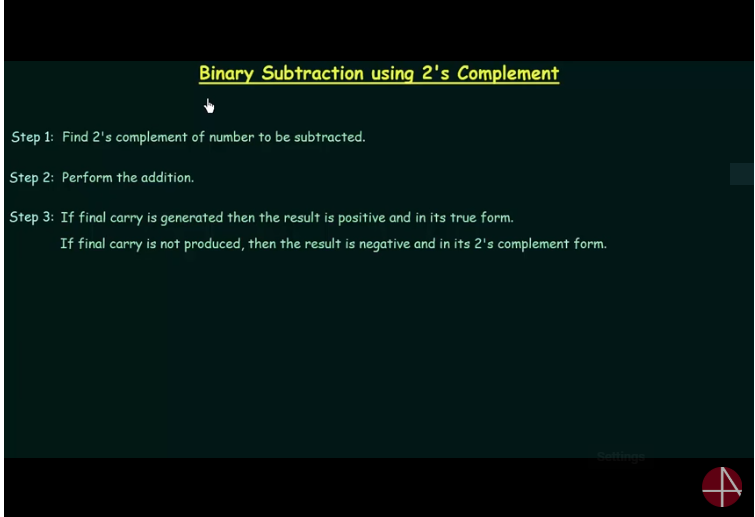 Binary Subtraction using 2's Complement
Step 1: Find 2's complement of number to be subtracted.
Step 2: Perform the addition.
Step 3: If final carry is generated then the result is positive and in its true form.
If final carry is not produced, then the result is negative and in its 2's complement form.
Settings